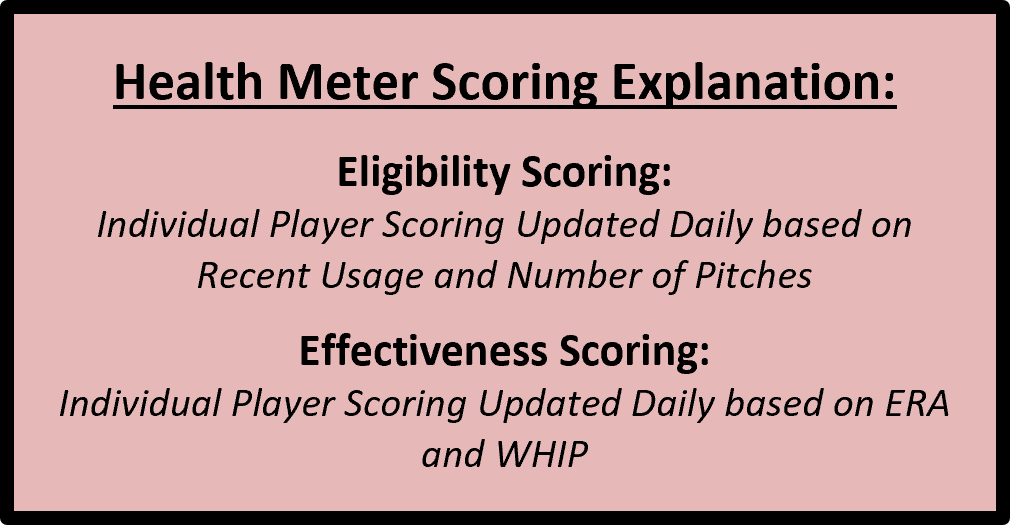 Health Meter Scoring Explanation:
Eligibility Scoring:
Individual Player Scoring Updated Daily based on
Recent Usage and Number of Pitches
Effectiveness Scoring:
Individual Player Scoring Updated Daily based on ERA
and WHIP